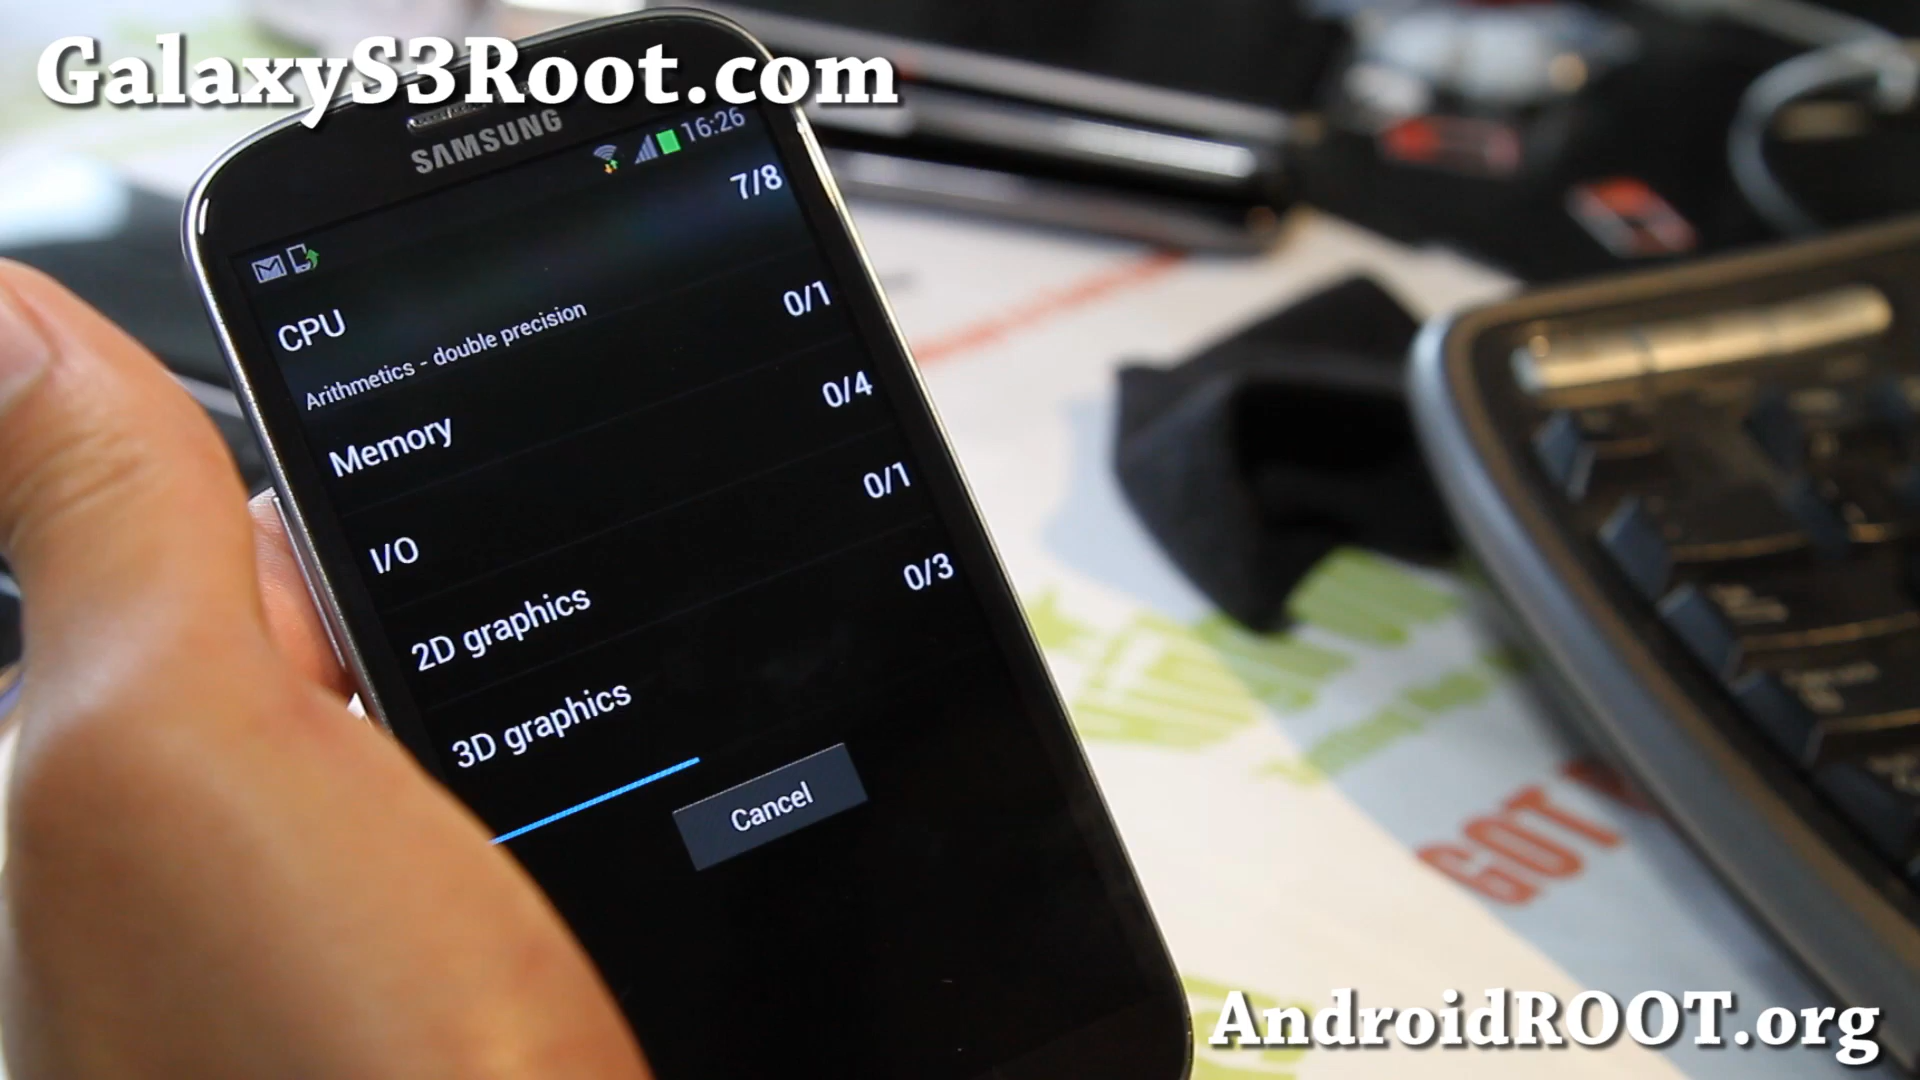 GalaxyS3Root.com
SAMSUNG
16:26
7/8
CPU
Arithmetics - double precision
0/1
Memory
0/4
I/O
0/1
2D graphics
0/3
3D graphics
Cancel
GOT
AndroidROOT.org